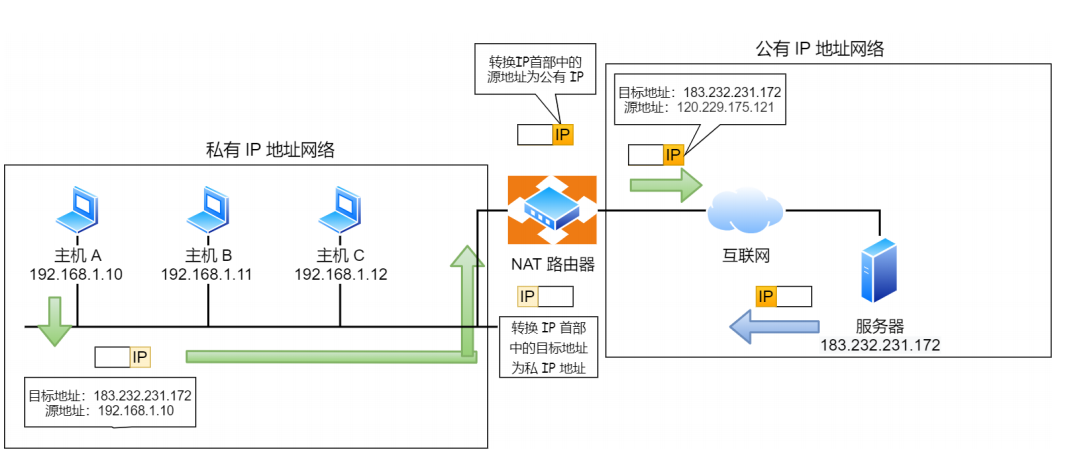 公有 IP 地址网络
转换IP首部中的
源地址为公有 IP
目标地址：183.232.231.172
源地址：120.229.175.121
IP
IP
私有 IP 地址网络
主机 A
192.168.1.10
主机 B
192.168.1.11
主机 C
192.168.1.12
NAT 路由器
互联网
IP
IP
服务器
183.232.231.172
转换 IP 首部
中的目标地址
为私 IP 地址
IP
目标地址：183.232.231.172
源地址：192.168.1.10